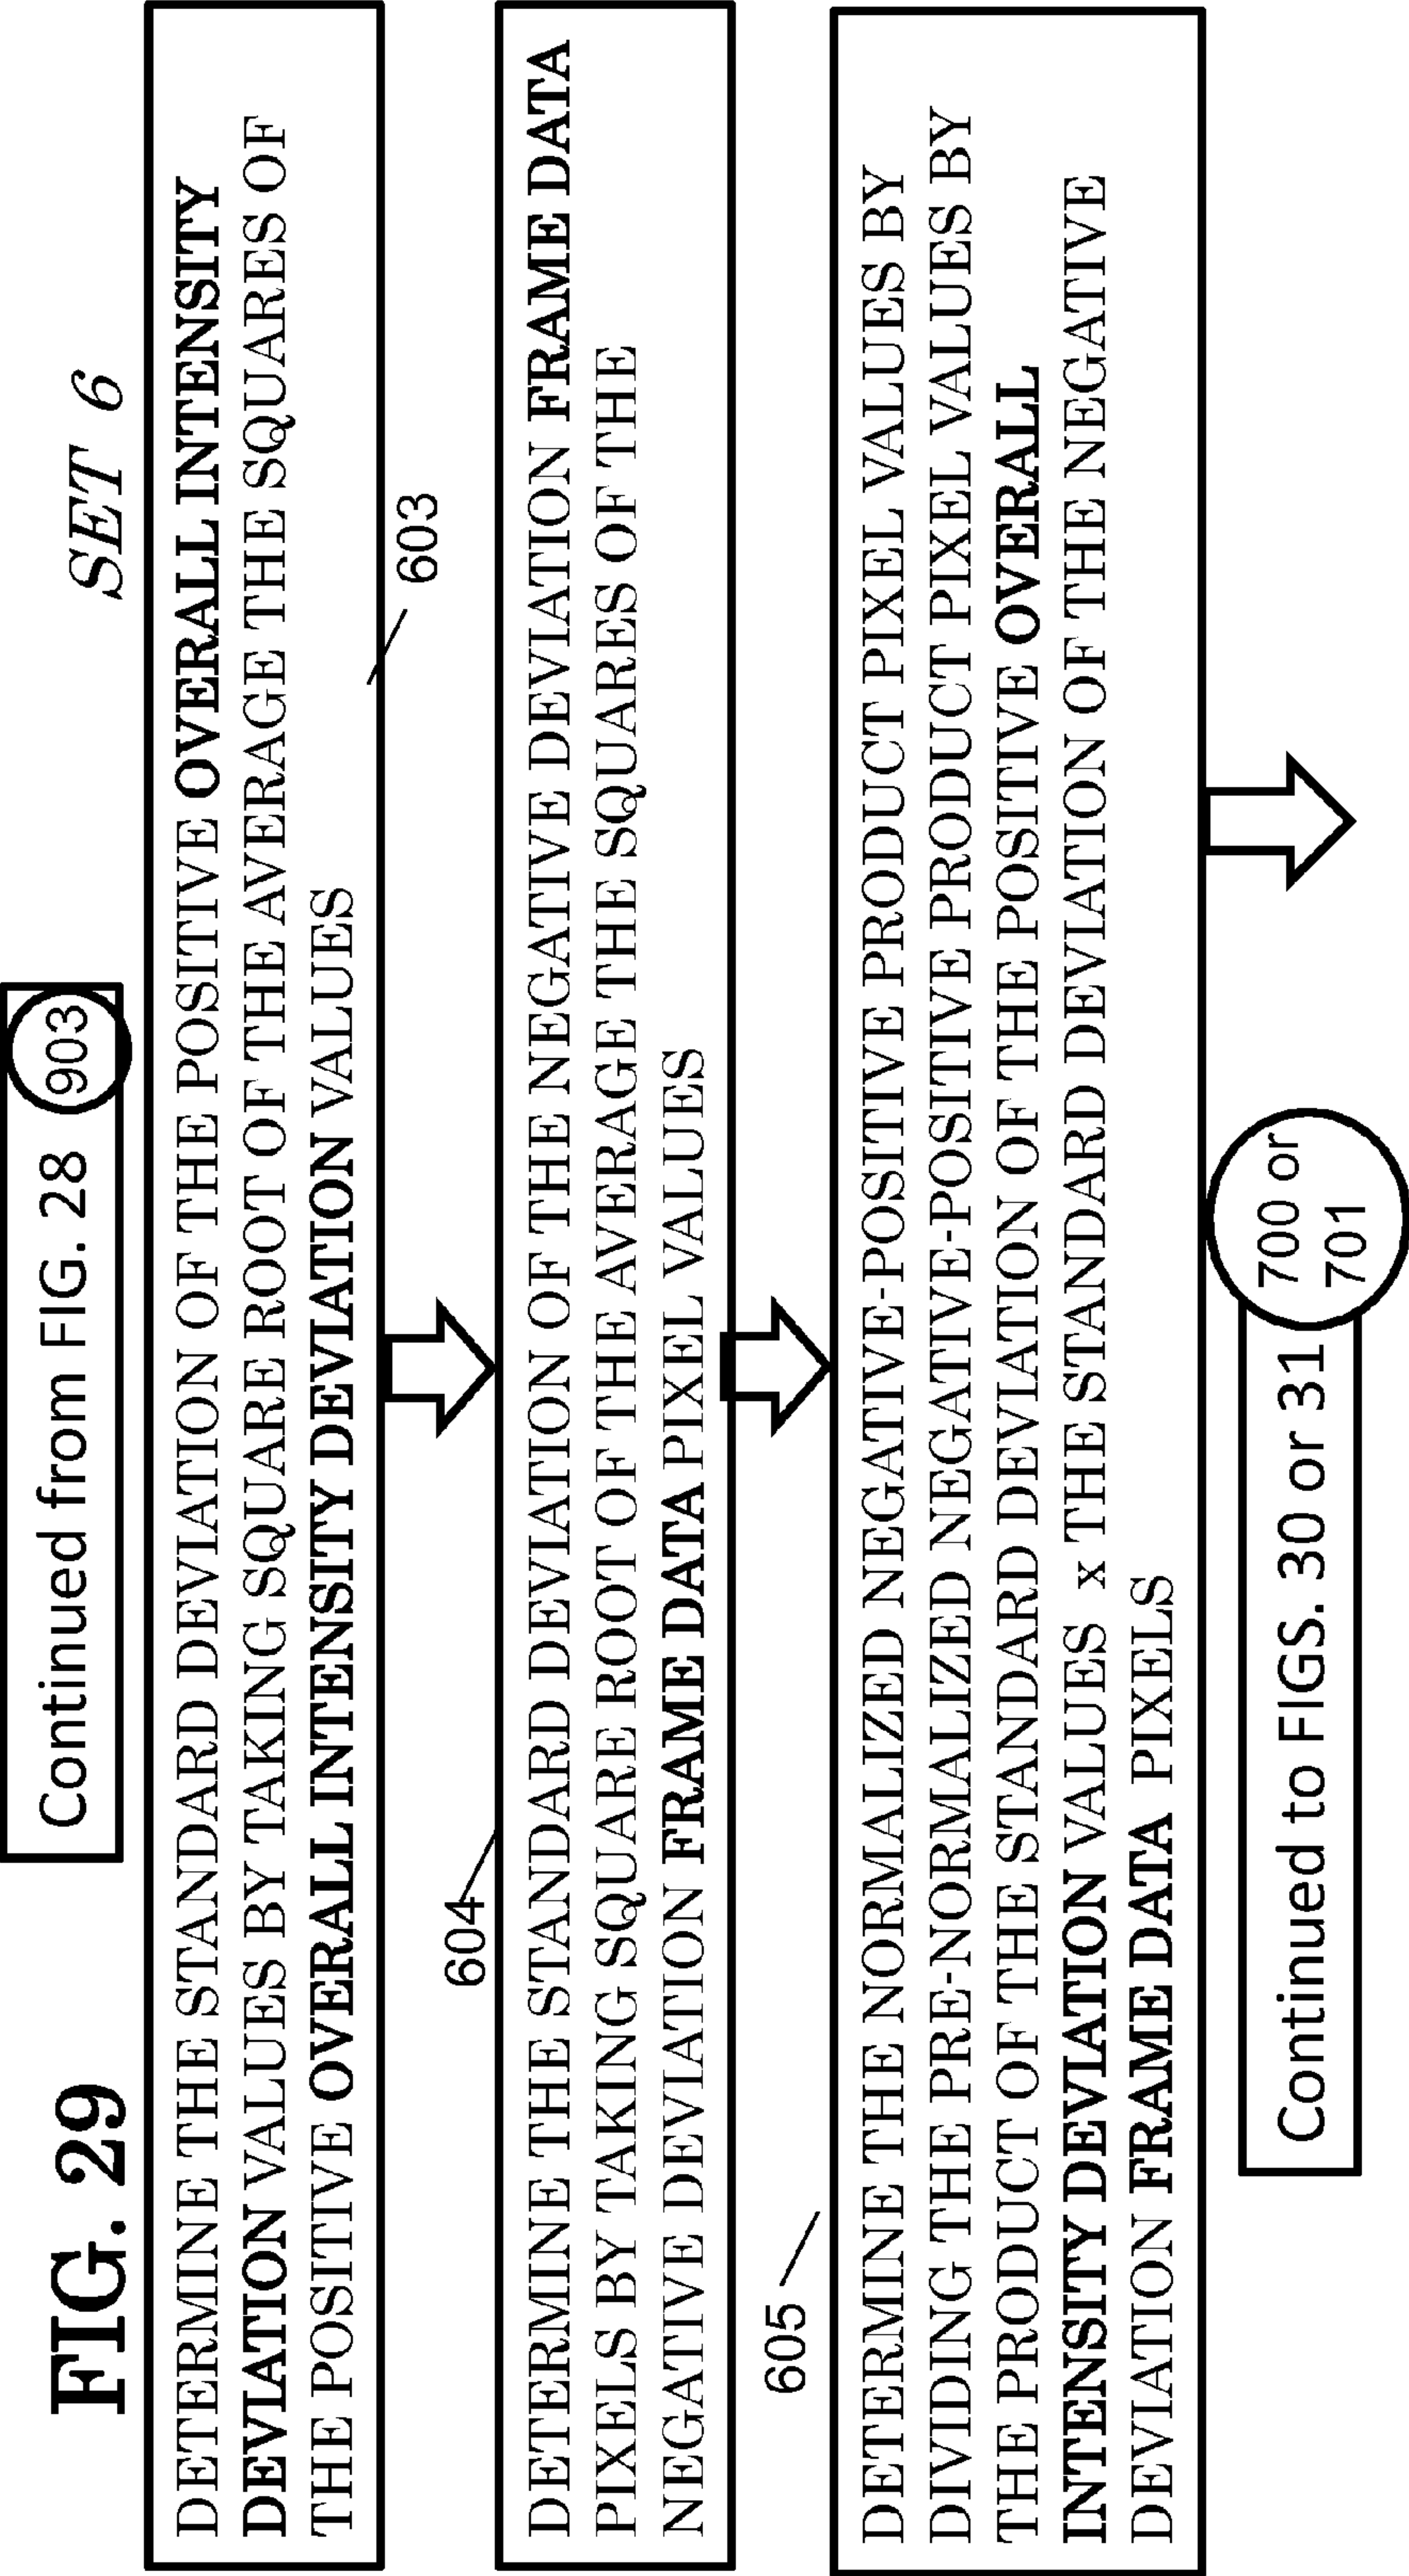 FIG. 29
Continued from FIG. 28 903
SET 6
DETERMINE THE STANDARD DEVIATION OF THE POSITIVE OVERALL INTENSITY
DEVIATION VALUES BY TAKING SQUARE ROOT OF THE AVERAGE THE SQUARES OF
THE POSITIVE OVERALL INTENSITY DEVIATION VALUES
603
604
DETERMINE THE STANDARD DEVIATION OF THE NEGATIVE DEVIATION FRAME DATA
PIXELS BY TAKING SQUARE ROOT OF THE AVERAGE THE SQUARES OF THE
NEGATIVE DEVIATION FRAME DATA PIXEL VALUES
605
DETERMINE THE NORMALIZED NEGATIVE-POSITIVE PRODUCT PIXEL VALUES BY
DIVIDING THE PRE-NORMALIZED NEGATIVE-POSITIVE PRODUCT PIXEL VALUES BY
THE PRODUCT OF THE STANDARD DEVIATION OF THE POSITIVE OVERALL
INTENSITY DEVIATION VALUES x THE STANDARD DEVIATION OF THE NEGATIVE
DEVIATION FRAME DATA PIXELS
Continued to FIGS. 30 or 31
700 or
701